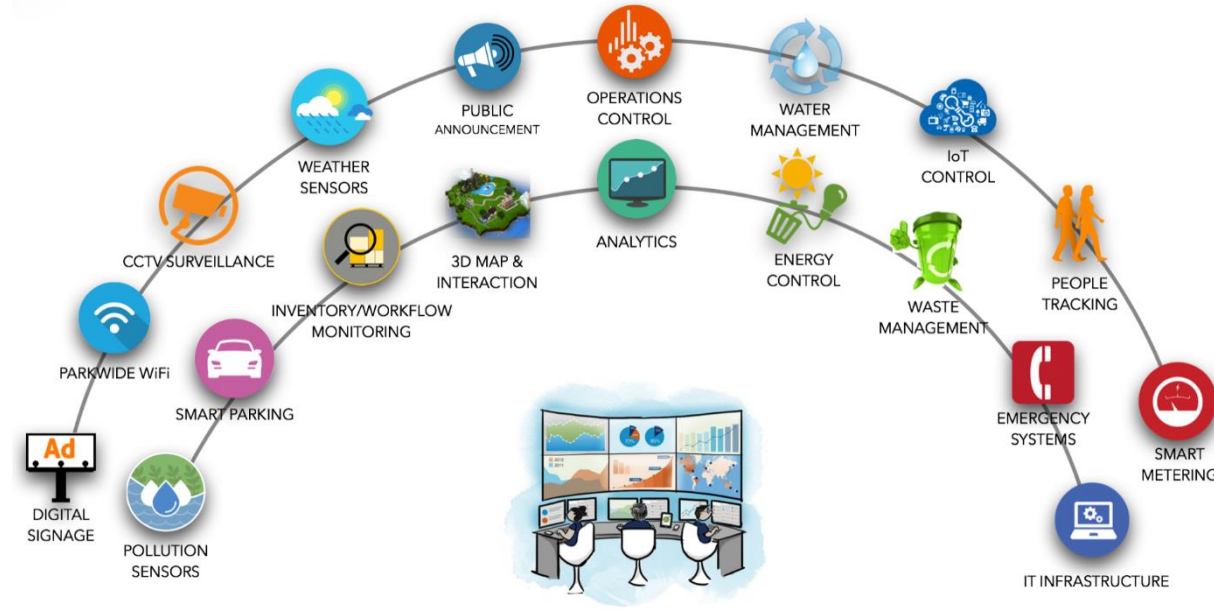 PUBLIC
ANNOUNCEMENT
OPERATIONS
CONTROL
WATER
MANAGEMENT
IoT
CONTROL
WEATHER
SENSORS
CCTV SURVEILLANCE
PARKWIDE WiFi
Ad
DIGITAL
SIGNAGE
PEOPLE
TRACKING
SMART
METERING
3D MAP &
INTERACTION
ANALYTICS
ENERGY
CONTROL
INVENTORY/WORKFLOW
MONITORING
WASTE
MANAGEMENT
SMART PARKING
EMERGENCY
SYSTEMS
POLLUTION
SENSORS
IT INFRASTRUCTURE